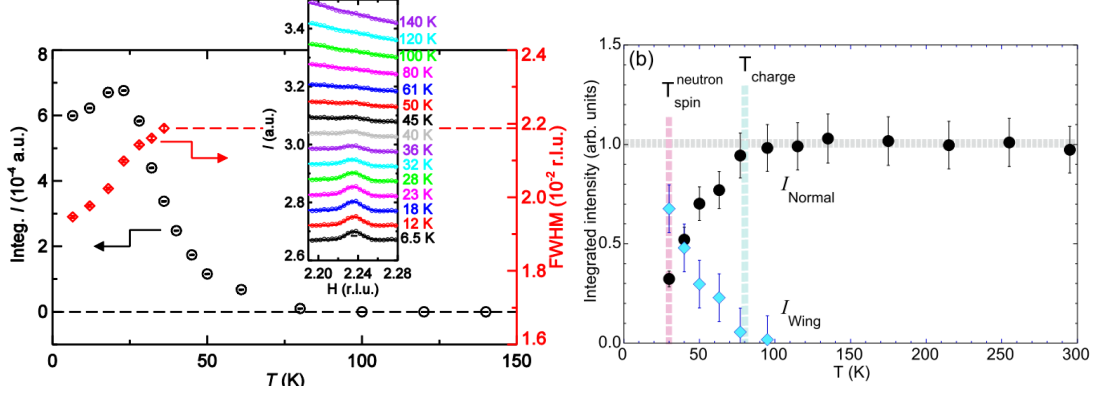 Integ. I (10⁻⁴ a.u.)
8
6
4
2
0
0
25
50
75
100
125
150
T (K)
2.4
2.2
2.0
1.8
1.6
FWHM (10⁻² r.l.u.)
I (a.u.)
3.4
3.2
3.0
2.8
2.6
2.20
2.24
2.28
H (r.l.u.)
140 K
120 K
100 K
80 K
61 K
50 K
45 K
40 K
36 K
32 K
28 K
23 K
18 K
12 K
6.5 K
(b)
Integrated intensity (arb. units)
1.5
1.0
0.5
0.0
0
50
100
150
200
250
300
T (K)
T neutron spin
T charge
I Normal
I Wing